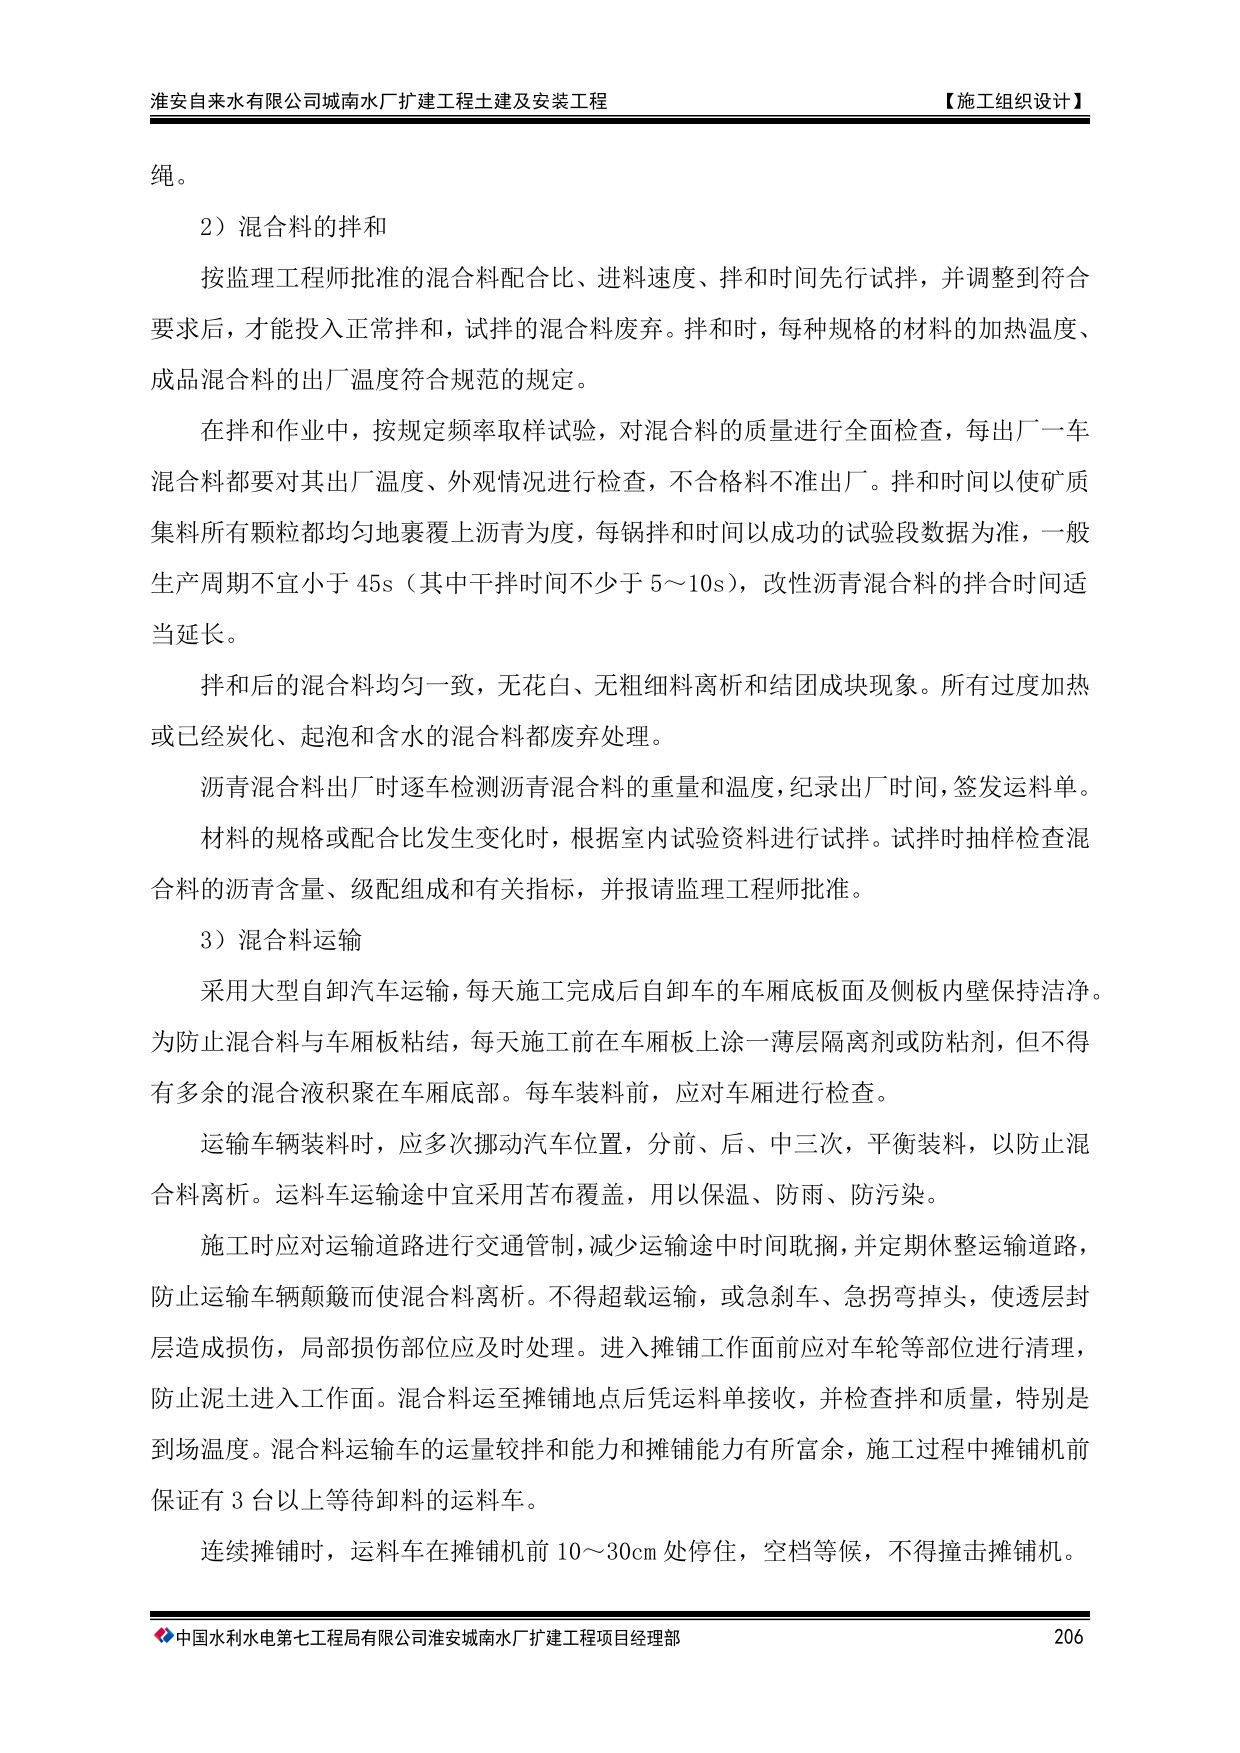 淮安自来水有限公司城南水厂扩建工程土建及安装工程 【施工组织设计】
绳。
2）混合料的拌和
按监理工程师批准的混合料配合比、进料速度、拌和时间先行试拌，并调整到符合
要求后，才能投入正常拌和，试拌的混合料废弃。拌和时，每种规格的材料的加热温度、
成品混合料的出厂温度符合规范的规定。
在拌和作业中，按规定频率取样试验，对混合料的质量进行全面检查，每出厂一车
混合料都要对其出厂温度、外观情况进行检查，不合格料不准出厂。拌和时间以使矿质
集料所有颗粒都均匀地裹覆上沥青为度，每锅拌和时间以成功的试验段数据为准，一般
生产周期不宜小于 45s（其中干拌时间不少于 5～10s），改性沥青混合料的拌合时间适
当延长。
拌和后的混合料均匀一致，无花白、无粗细料离析和结团成块现象。所有过度加热
或已经炭化、起泡和含水的混合料都废弃处理。
沥青混合料出厂时逐车检测沥青混合料的重量和温度，纪录出厂时间，签发运料单。
材料的规格或配合比发生变化时，根据室内试验资料进行试拌。试拌时抽样检查混
合料的沥青含量、级配组成和有关指标，并报请监理工程师批准。
3）混合料运输
采用大型自卸汽车运输，每天施工完成后自卸车的车厢底板面及侧板内壁保持洁净。
为防止混合料与车厢板粘结，每天施工前在车厢板上涂一薄层隔离剂或防粘剂，但不得
有多余的混合液积聚在车厢底部。每车装料前，应对车厢进行检查。
运输车辆装料时，应多次挪动汽车位置，分前、后、中三次，平衡装料，以防止混
合料离析。运料车运输途中宜采用苫布覆盖，用以保温、防雨、防污染。
施工时应对运输道路进行交通管制，减少运输途中时间耽搁，并定期休整运输道路，
防止运输车辆颠簸而使混合料离析。不得超载运输，或急刹车、急拐弯掉头，使透层封
层造成损伤，局部损伤部位应及时处理。进入摊铺工作面前应对车轮等部位进行清理，
防止泥土进入工作面。混合料运至摊铺地点后凭运料单接收，并检查拌和质量，特别是
到场温度。混合料运输车的运量较拌和能力和摊铺能力有所富余，施工过程中摊铺机前
保证有 3 台以上等待卸料的运料车。
连续摊铺时，运料车在摊铺机前 10～30cm 处停住，空档等候，不得撞击摊铺机。
中国水利水电第七工程局有限公司淮安城南水厂扩建工程项目经理部 206